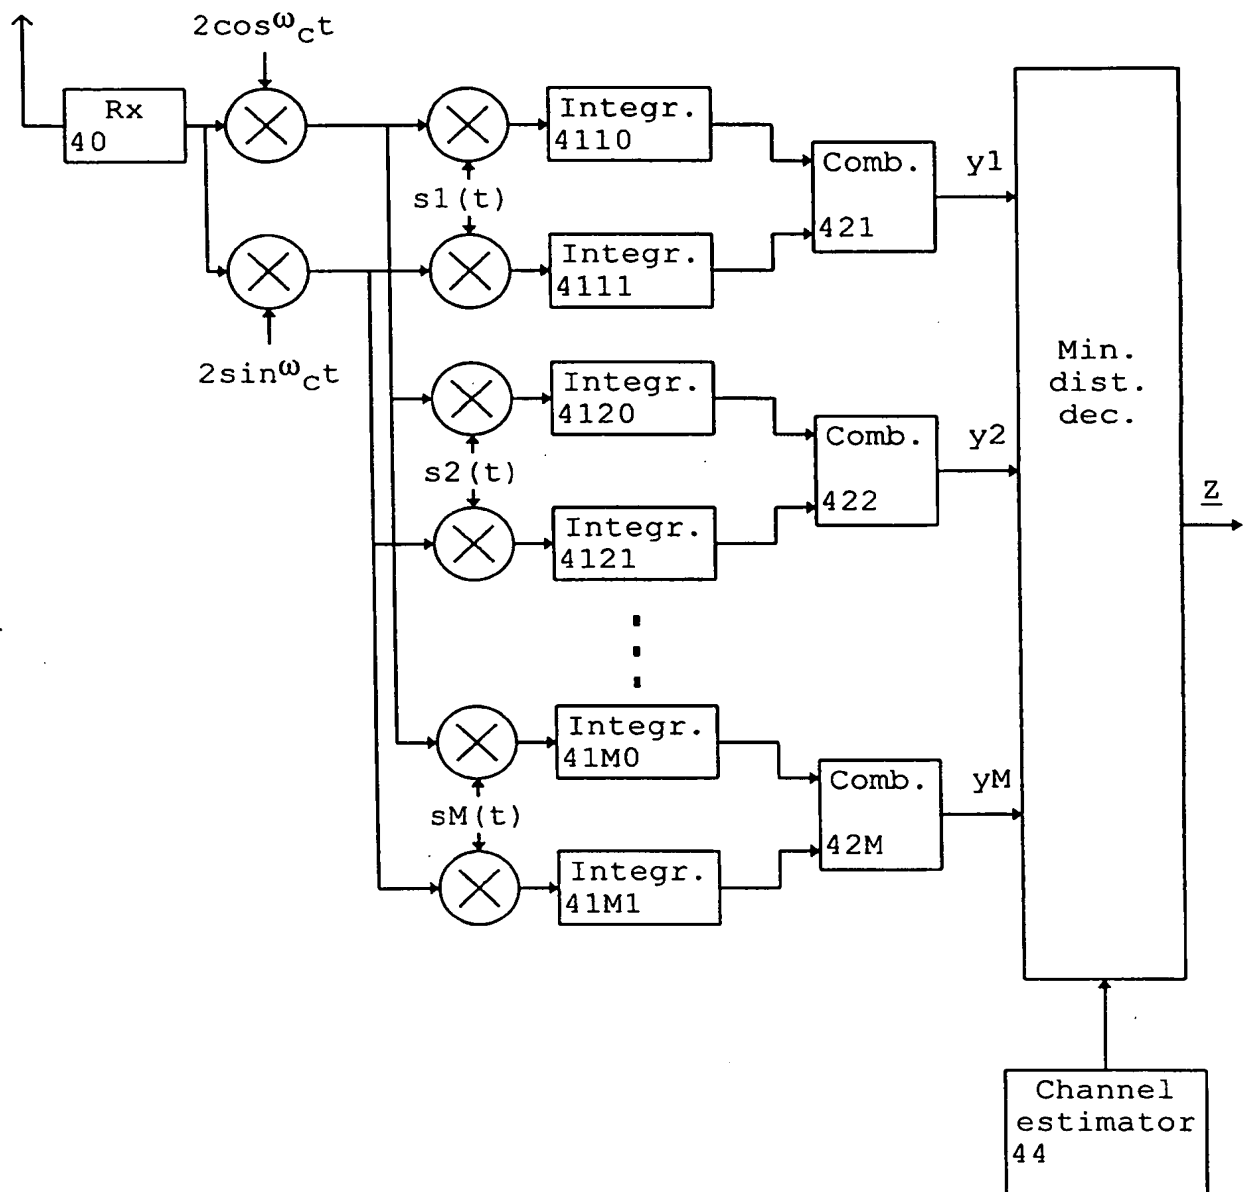 2cosωct
Rx
40
Integr.
4110
Comb.
421
y1
s1(t)
Integr.
4111
2sinωct
Min.
dist.
dec.
Integr.
4120
Comb.
422
y2
s2(t)
Integr.
4121
z
Integr.
41M0
Comb.
42M
yM
sM(t)
Integr.
41M1
Channel
estimator
44